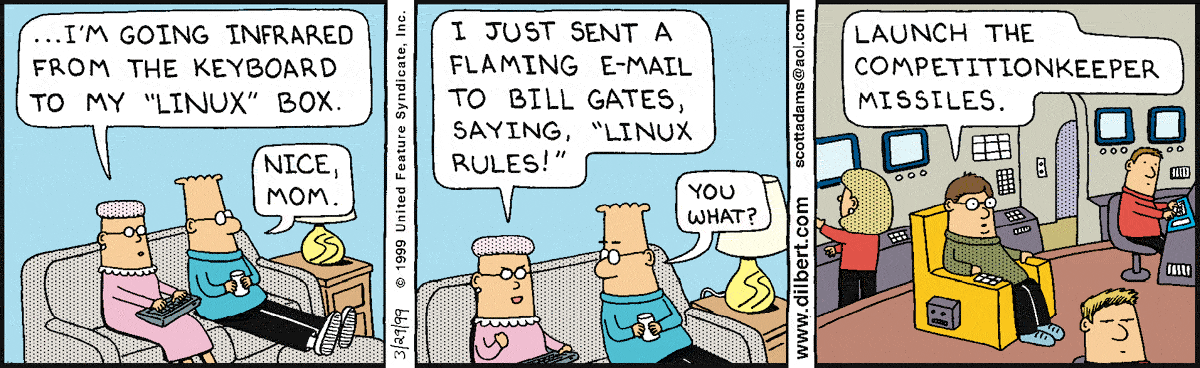 ...I'M GOING INFRARED
FROM THE KEYBOARD
TO MY "LINUX" BOX.
NICE,
MOM.
3/29/99 © 1999 United Feature Syndicate, Inc.
I JUST SENT A
FLAMING E-MAIL
TO BILL GATES,
SAYING, "LINUX
RULES!"
YOU
WHAT?
www.dilbert.com scottadams@aol.com
LAUNCH THE
COMPETITIONKEEPER
MISSILES.